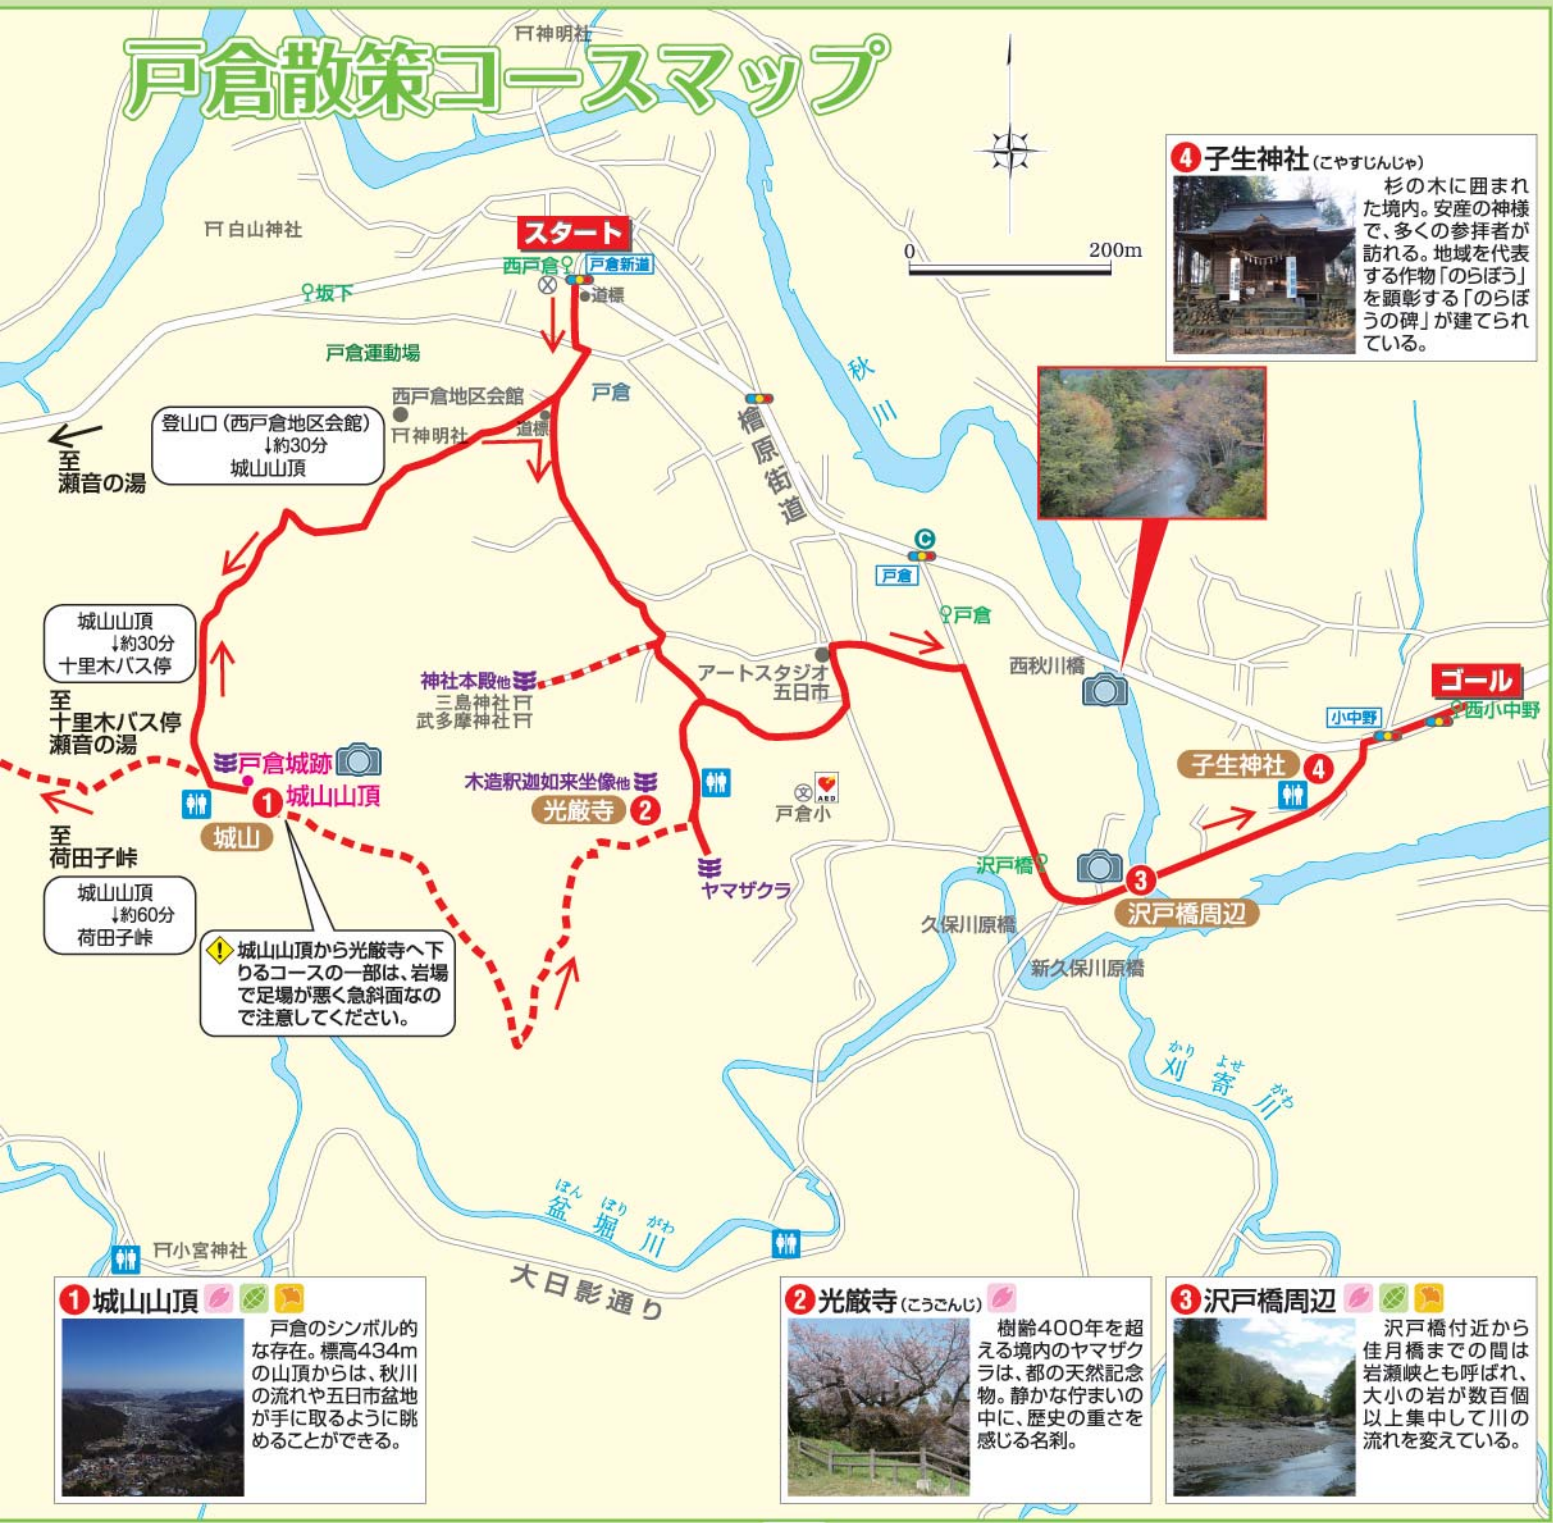 戸倉散策コースマップ
神明社
白山神社
スタート
西戸倉
戸倉新道
道標
坂下
戸倉運動場
戸倉
西戸倉地区会館
神明社
道標
登山口（西戸倉地区会館）
↓約30分
城山山頂
至
瀬音の湯
0
200m
秋川
檜原街道
4 子生神社（こやすじんじゃ）
杉の木に囲まれ
た境内。安産の神様
で、多くの参拝者が
訪れる。地域を代表
する作物「のらぼう」
を顕彰する「のらぼ
うの碑」が建てられ
ている。
C
戸倉
戸倉
西秋川橋
アートスタジオ
五日市
神社本殿他
三島神社
武多摩神社
城山山頂
↓約30分
十里木バス停
至
十里木バス停
瀬音の湯
戸倉城跡
1 城山山頂
城山
至
荷田子峠
城山山頂
↓約60分
荷田子峠
木造釈迦如来坐像他
光厳寺 2
ヤマザクラ
文
AED
戸倉小
ゴール
西小中野
小中野
子生神社 4
沢戸橋
3
沢戸橋周辺
久保川原橋
新久保川原橋
! 城山山頂から光厳寺へ下
りるコースの一部は、岩場
で足場が悪く急斜面なの
で注意してください。
かりよせがわ
刈寄川
ぼんぼりがわ
盆堀川
大日影通り
小宮神社
1 城山山頂
戸倉のシンボル的
な存在。標高434m
の山頂からは、秋川
の流れや五日市盆地
が手に取るように眺
めることができる。
2 光厳寺（こうごんじ）
樹齢400年を超
える境内のヤマザク
ラは、都の天然記念
物。静かな佇まいの
中に、歴史の重さを
感じる名刹。
3 沢戸橋周辺
沢戸橋付近から
佳月橋までの間は
岩瀬峡とも呼ばれ、
大小の岩が数百個
以上集中して川の
流れを変えている。